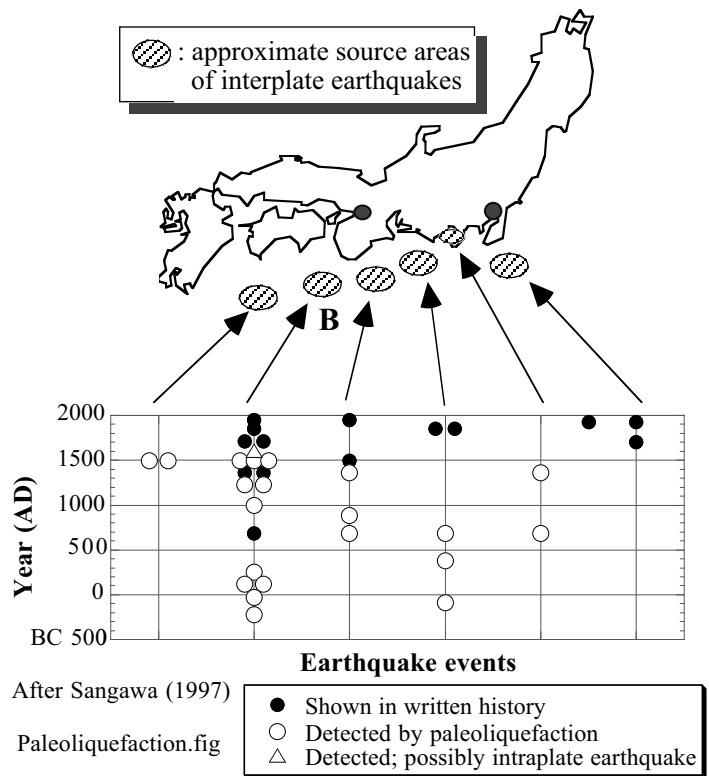 : approximate source areas
of interplate earthquakes
B
2000
1500
1000
500
0
BC 500
Year (AD)
Earthquake events
After Sangawa (1997)
Paleoliquefaction.fig
Shown in written history
Detected by paleoliquefaction
Detected; possibly intraplate earthquake